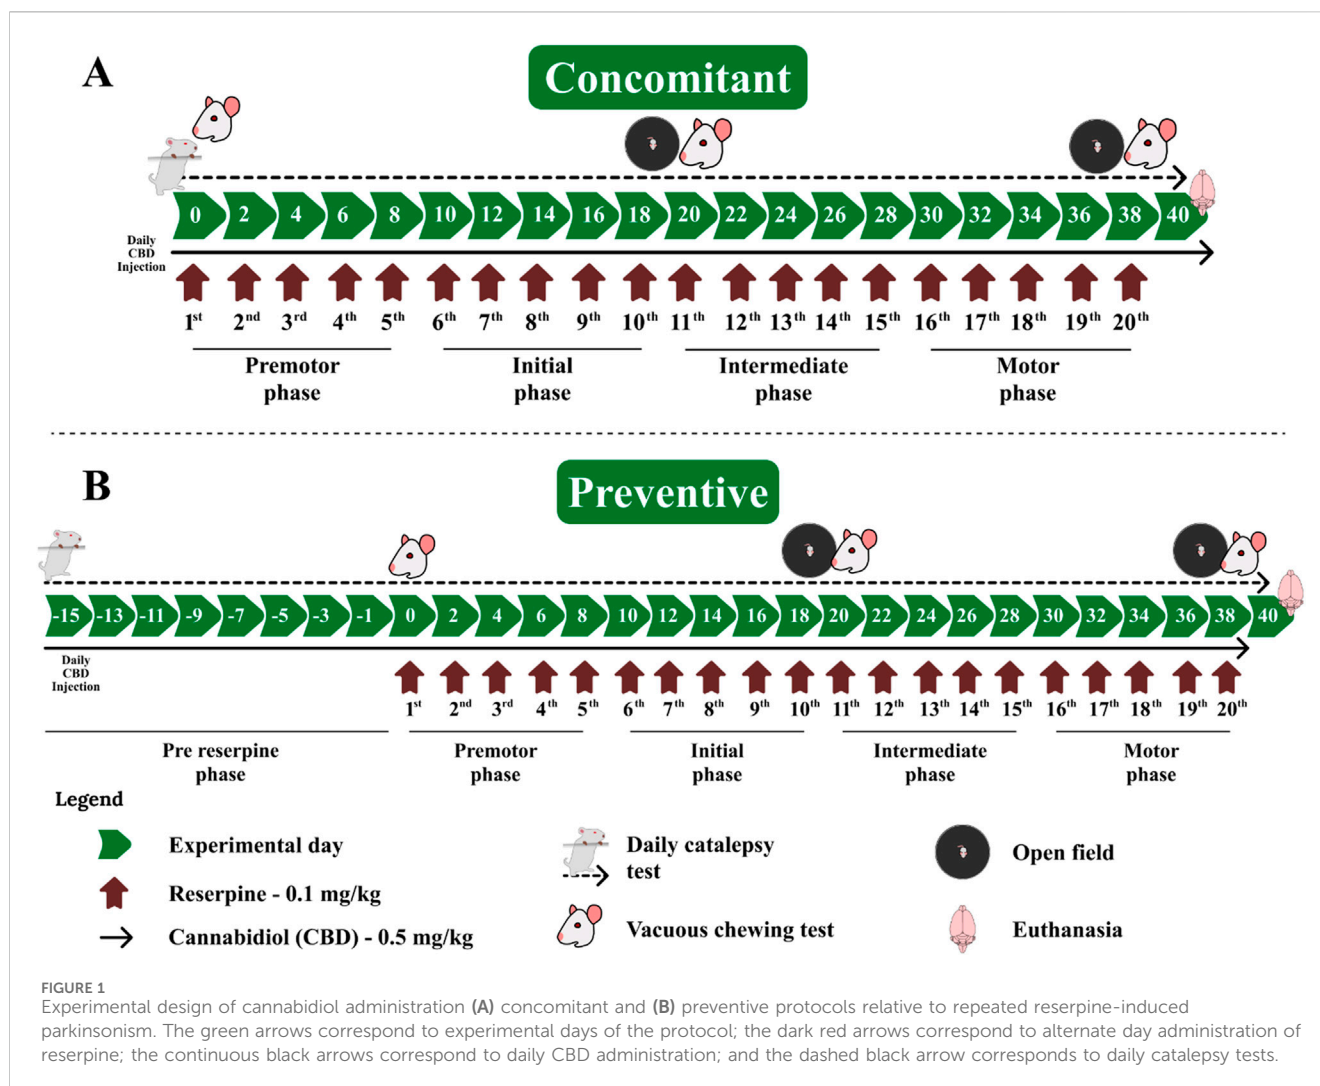 A
Concomitant
0 2 4 6 8 10 12 14 16 18 20 22 24 26 28 30 32 34 36 38 40
Daily
CBD
Injection
1st 2nd 3rd 4th 5th 6th 7th 8th 9th 10th 11th 12th 13th 14th 15th 16th 17th 18th 19th 20th
Premotor
phase
Initial
phase
Intermediate
phase
Motor
phase
B
Preventive
-15 -13 -11 -9 -7 -5 -3 -1 0 2 4 6 8 10 12 14 16 18 20 22 24 26 28 30 32 34 36 38 40
Daily
CBD
Injection
1st 2nd 3rd 4th 5th 6th 7th 8th 9th 10th 11th 12th 13th 14th 15th 16th 17th 18th 19th 20th
Pre reserpine
phase
Premotor
phase
Initial
phase
Intermediate
phase
Motor
phase
Legend
Experimental day
Reserpine - 0.1 mg/kg
Cannabidiol (CBD) - 0.5 mg/kg
Daily catalepsy
test
Vacuous chewing test
Open field
Euthanasia
FIGURE 1
Experimental design of cannabidiol administration (A) concomitant and (B) preventive protocols relative to repeated reserpine-induced
parkinsonism. The green arrows correspond to experimental days of the protocol; the dark red arrows correspond to alternate day administration of
reserpine; the continuous black arrows correspond to daily CBD administration; and the dashed black arrow corresponds to daily catalepsy tests.